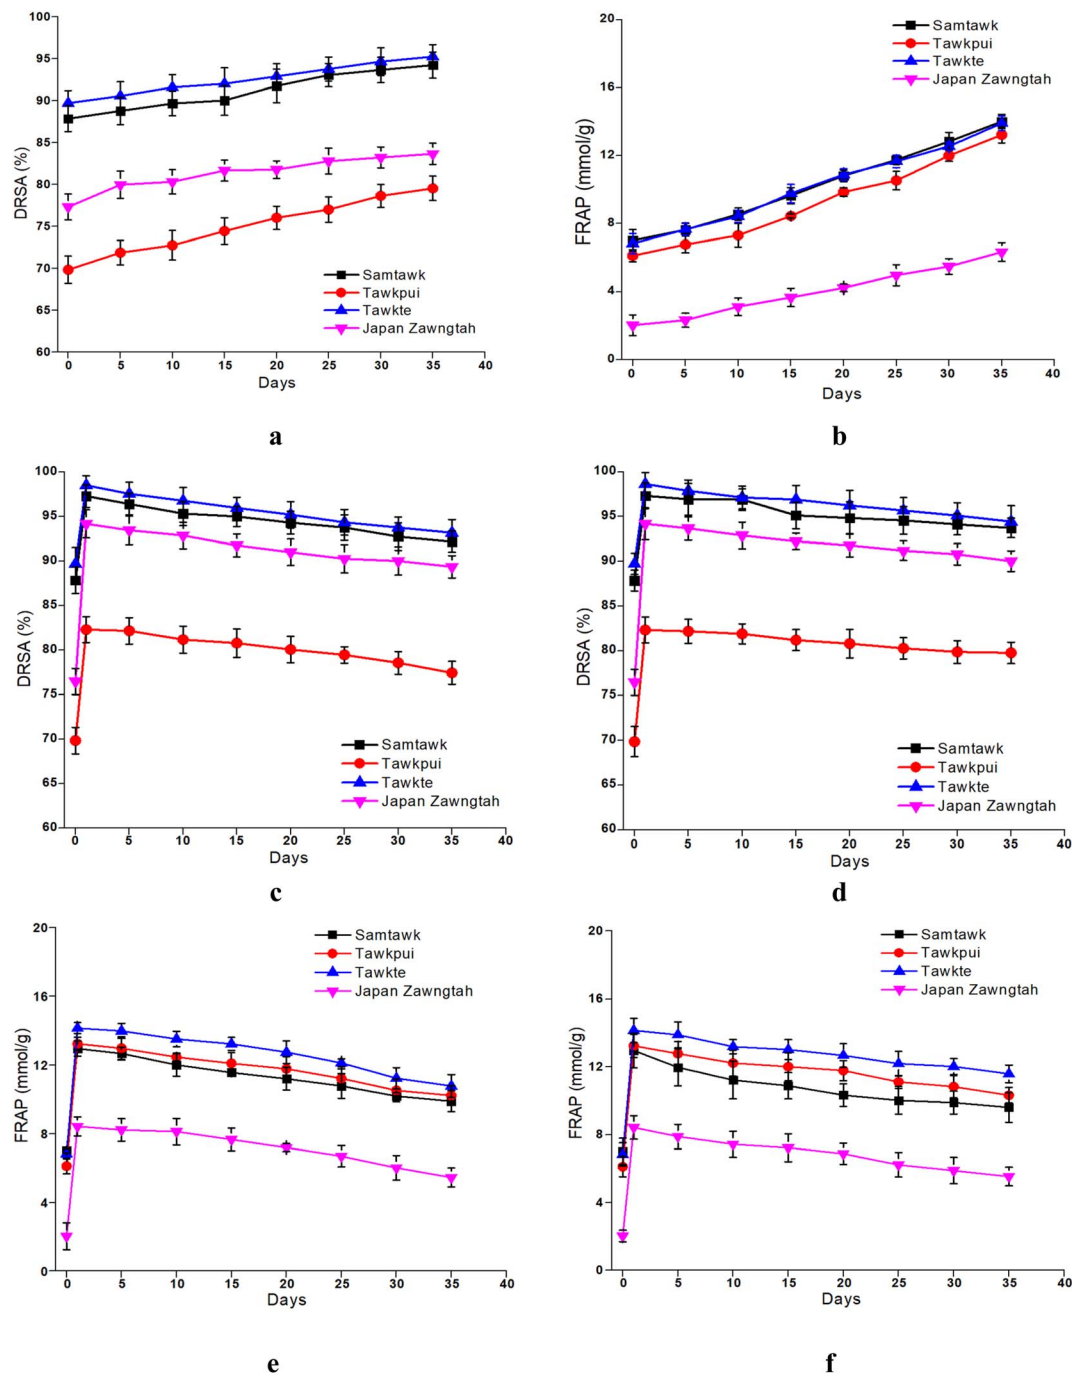 100
95
90
85
80
75
70
65
60
DRSA (%)
0 5 10 15 20 25 30 35 40
Days
Samtawk
Tawkpui
Tawkte
Japan Zawngtah
a
20
16
12
8
4
0
FRAP (mmol/g)
0 5 10 15 20 25 30 35 40
Days
Samtawk
Tawkpui
Tawkte
Japan Zawngtah
b
100
95
90
85
80
75
70
65
60
DRSA (%)
0 5 10 15 20 25 30 35 40
Days
Samtawk
Tawkpui
Tawkte
Japan Zawngtah
c
100
95
90
85
80
75
70
65
60
DRSA (%)
0 5 10 15 20 25 30 35 40
Days
Samtawk
Tawkpui
Tawkte
Japan Zawngtah
d
20
16
12
8
4
0
FRAP (mmol/g)
0 5 10 15 20 25 30 35 40
Days
Samtawk
Tawkpui
Tawkte
Japan Zawngtah
e
20
16
12
8
4
0
FRAP (mmol/g)
0 5 10 15 20 25 30 35 40
Days
Samtawk
Tawkpui
Tawkte
Japan Zawngtah
f